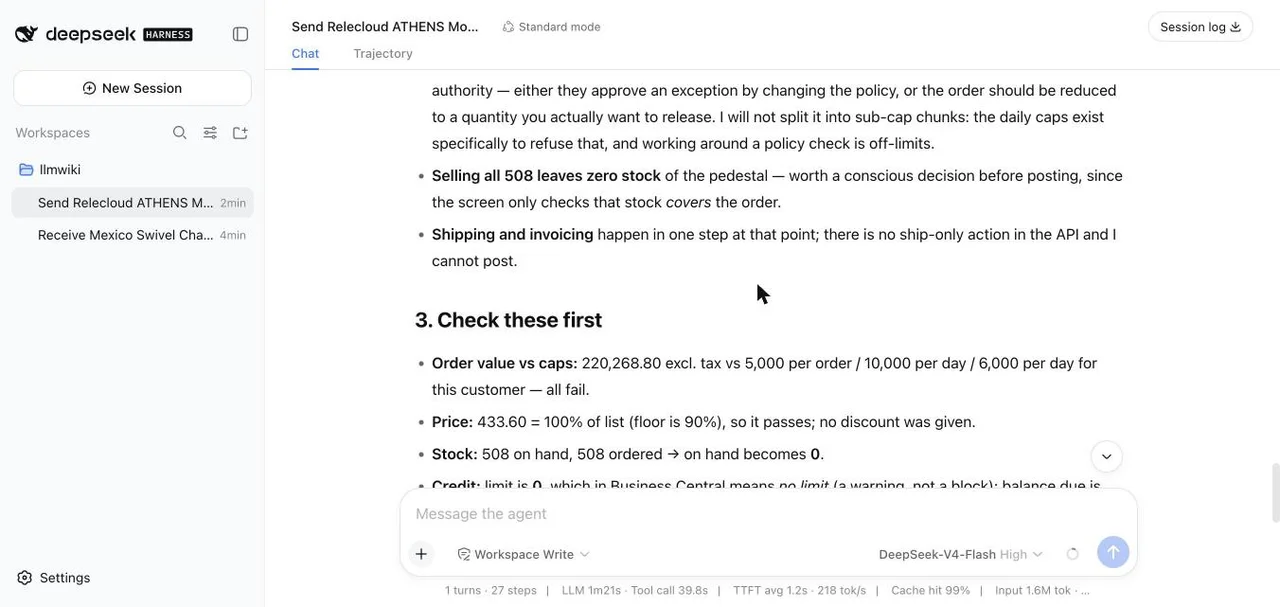 deepseek HARNESS
New Session
Workspaces
llmwiki
Send Relecloud ATHENS M... 2min
Receive Mexico Swivel Cha... 4min
Settings
Send Relecloud ATHENS Mo... Standard mode
Session log
Chat Trajectory
authority — either they approve an exception by changing the policy, or the order should be reduced
to a quantity you actually want to release. I will not split it into sub-cap chunks: the daily caps exist
specifically to refuse that, and working around a policy check is off-limits.
• Selling all 508 leaves zero stock of the pedestal — worth a conscious decision before posting, since
the screen only checks that stock covers the order.
• Shipping and invoicing happen in one step at that point; there is no ship-only action in the API and I
cannot post.
3. Check these first
• Order value vs caps: 220,268.80 excl. tax vs 5,000 per order / 10,000 per day / 6,000 per day for
this customer — all fail.
• Price: 433.60 = 100% of list (floor is 90%), so it passes; no discount was given.
• Stock: 508 on hand, 508 ordered → on hand becomes 0.
• Credit: limit is 0, which in Business Central means no limit (a warning, not a block); balance due is
Message the agent
Workspace Write
DeepSeek-V4-Flash High
1 turns · 27 steps | LLM 1m21s · Tool call 39.8s | TTFT avg 1.2s · 218 tok/s | Cache hit 99% | Input 1.6M tok · ...